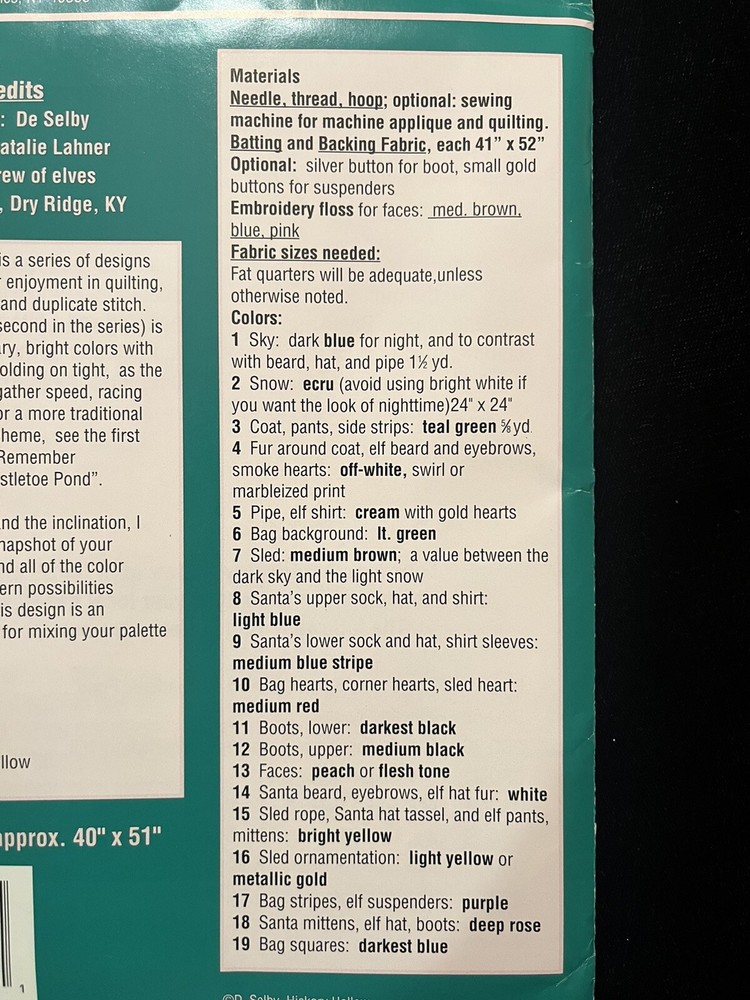 edits
: De Selby
atalie Lahner
rew of elves
, Dry Ridge, KY
is a series of designs
r enjoyment in quilting,
and duplicate stitch.
second in the series) is
ary, bright colors with
olding on tight, as the
gather speed, racing
or a more traditional
heme, see the first
Remember
stletoe Pond”.
nd the inclination, I
napshot of your
nd all of the color
ern possibilities
is design is an
for mixing your palette
llow
approx. 40" x 51"
1
Materials
Needle, thread, hoop; optional: sewing
machine for machine applique and quilting.
Batting and Backing Fabric, each 41” x 52”
Optional: silver button for boot, small gold
buttons for suspenders
Embroidery floss for faces: med. brown,
blue, pink
Fabric sizes needed:
Fat quarters will be adequate,unless
otherwise noted.
Colors:
1 Sky: dark blue for night, and to contrast
with beard, hat, and pipe 1½ yd.
2 Snow: ecru (avoid using bright white if
you want the look of nighttime)24" x 24"
3 Coat, pants, side strips: teal green ⅝yd
4 Fur around coat, elf beard and eyebrows,
smoke hearts: off-white, swirl or
marbleized print
5 Pipe, elf shirt: cream with gold hearts
6 Bag background: lt. green
7 Sled: medium brown; a value between the
dark sky and the light snow
8 Santa’s upper sock, hat, and shirt:
light blue
9 Santa’s lower sock and hat, shirt sleeves:
medium blue stripe
10 Bag hearts, corner hearts, sled heart:
medium red
11 Boots, lower: darkest black
12 Boots, upper: medium black
13 Faces: peach or flesh tone
14 Santa beard, eyebrows, elf hat fur: white
15 Sled rope, Santa hat tassel, and elf pants,
mittens: bright yellow
16 Sled ornamentation: light yellow or
metallic gold
17 Bag stripes, elf suspenders: purple
18 Santa mittens, elf hat, boots: deep rose
19 Bag squares: darkest blue
©D. Selby, Hickory Hollow